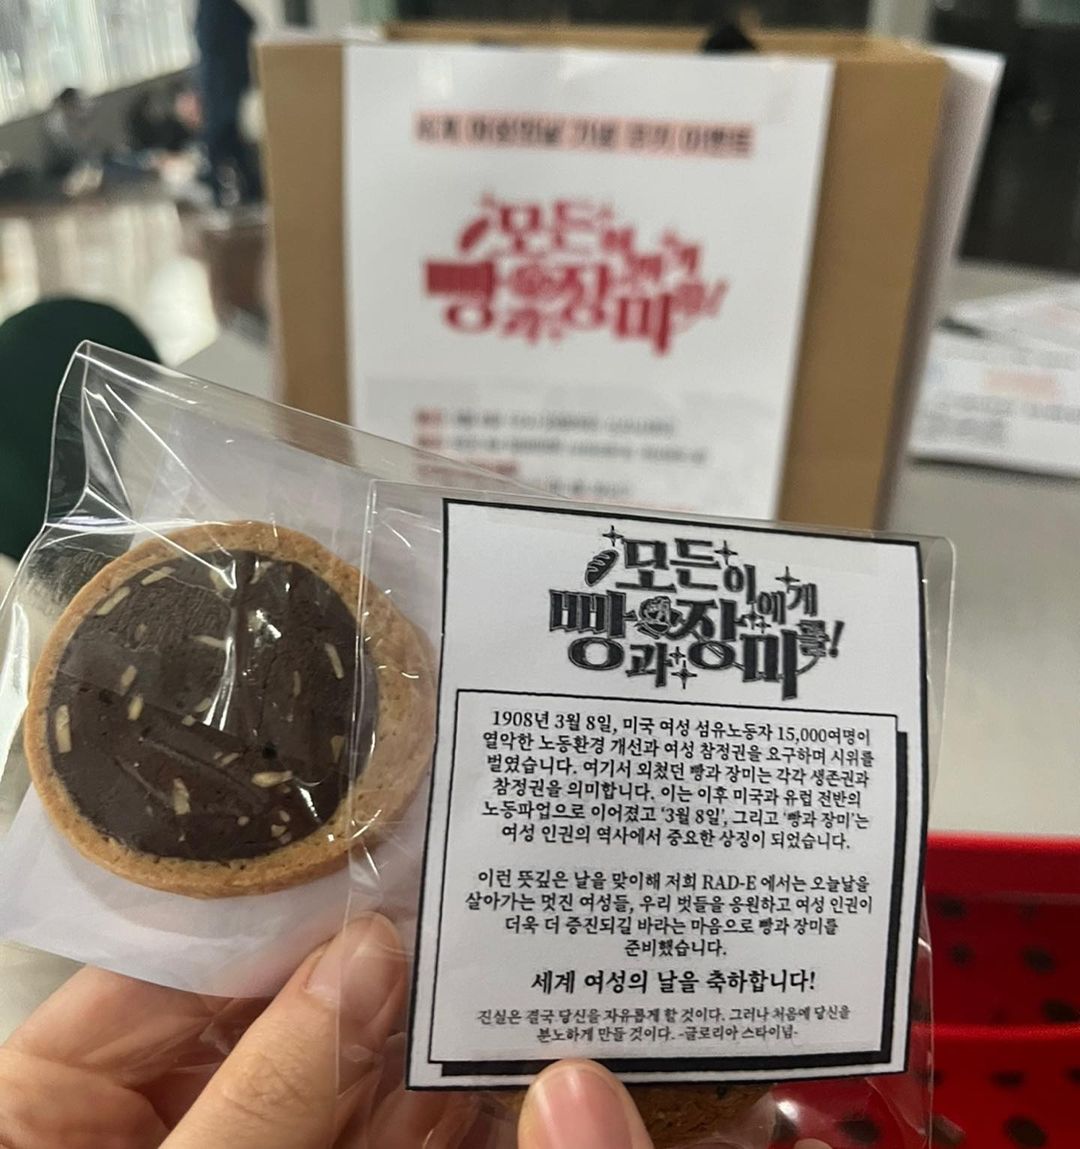 세계 여성의날 기념 쿠키 이벤트
모든이에게
빵과장미를!
모든이에게
빵과장미를!
1908년 3월 8일, 미국 여성 섬유노동자 15,000여명이
열악한 노동환경 개선과 여성 참정권을 요구하며 시위를
벌였습니다. 여기서 외쳤던 빵과 장미는 각각 생존권과
참정권을 의미합니다. 이는 이후 미국과 유럽 전반의
노동파업으로 이어졌고 '3월 8일', 그리고 '빵과 장미'는
여성 인권의 역사에서 중요한 상징이 되었습니다.
이런 뜻깊은 날을 맞이해 저희 RAD-E 에서는 오늘날을
살아가는 멋진 여성들, 우리 벗들을 응원하고 여성 인권이
더욱 더 증진되길 바라는 마음으로 빵과 장미를
준비했습니다.
세계 여성의 날을 축하합니다!
진실은 결국 당신을 자유롭게 할 것이다. 그러나 처음에 당신을
분노하게 만들 것이다. -글로리아 스타이넘-